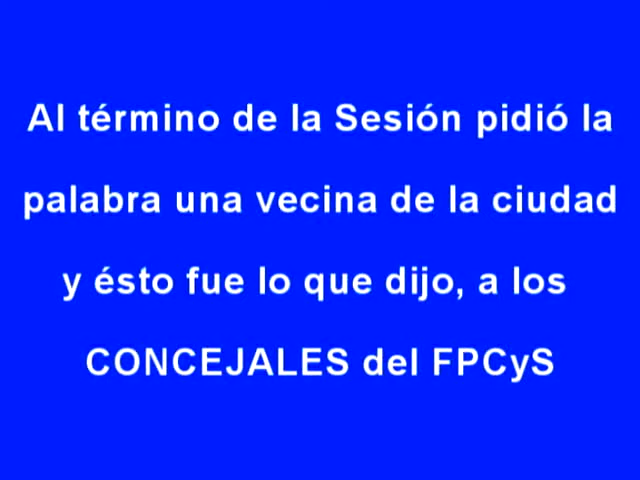 Al término de la Sesión pidió la
palabra una vecina de la ciudad
y ésto fue lo que dijo, a los
CONCEJALES del FPCyS